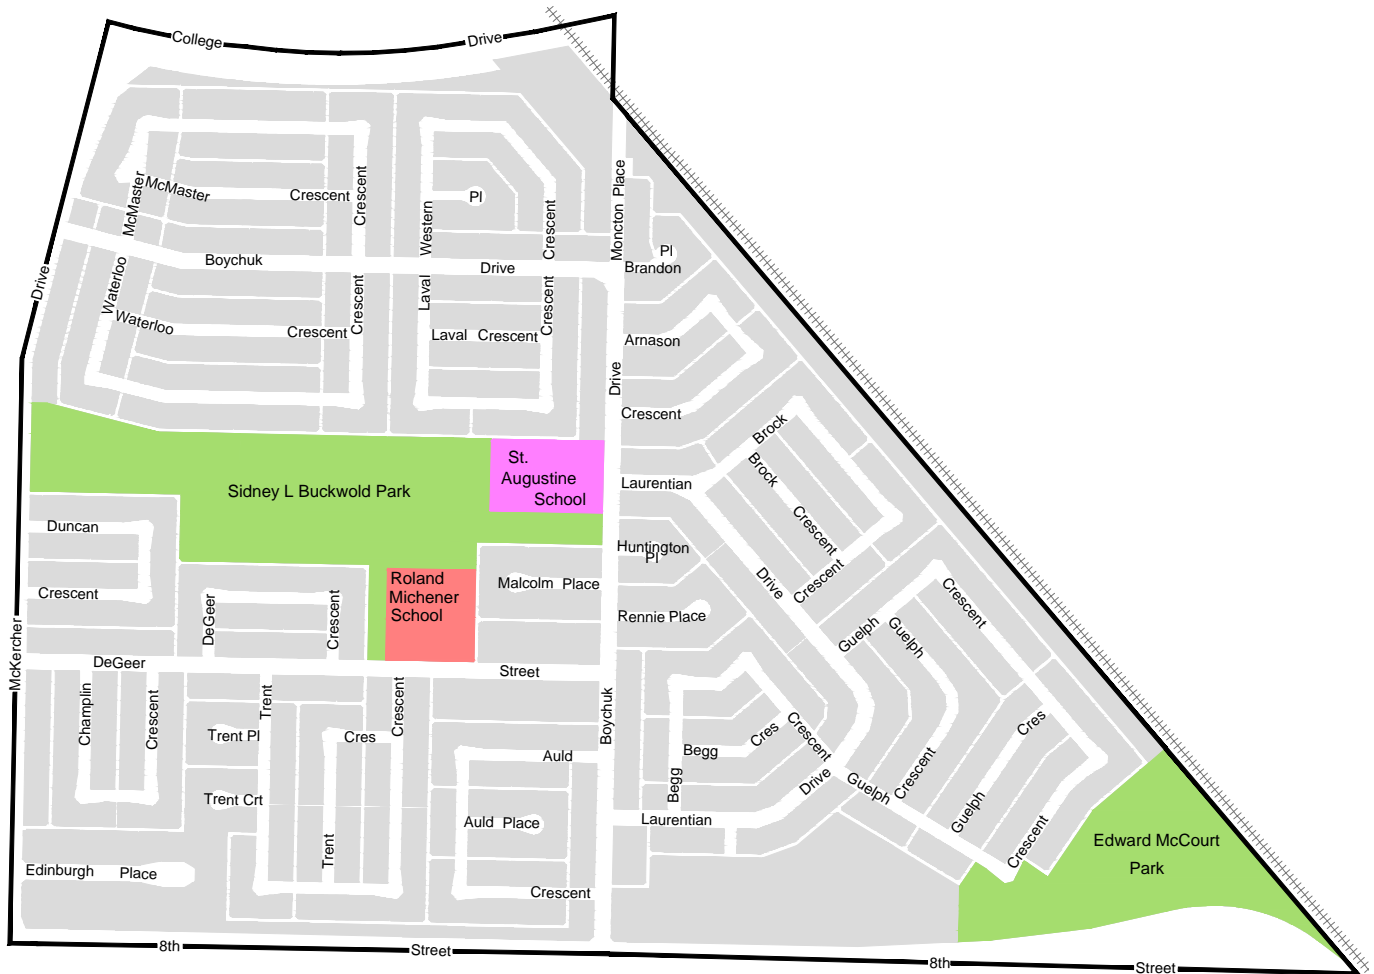 College
Drive
McMaster
McMaster
Crescent
Crescent
Western
Pl
Crescent
Moncton Place
Pl
Brandon
Boychuk
Drive
Drive
Waterloo
Waterloo
Crescent
Crescent
Laval
Laval Crescent
Crescent
Arnason
Drive
Crescent
Brock
Brock
Crescent
Crescent
Laurentian
Drive
St.
Augustine
School
Sidney L Buckwold Park
Duncan
Crescent
Huntington
Pl
Malcolm Place
Roland
Michener
School
Rennie Place
DeGeer
Crescent
McKercher
DeGeer
Street
Guelph
Guelph
Crescent
Crescent
Champlin
Crescent
Trent
Trent Pl
Cres
Crescent
Trent Crt
Trent
Boychuk
Auld
Auld Place
Crescent
Begg
Begg
Cres
Crescent
Laurentian
Drive
Guelph
Guelph
Cres
Crescent
Edinburgh Place
Edward McCourt
Park
8th
Street
8th
Street